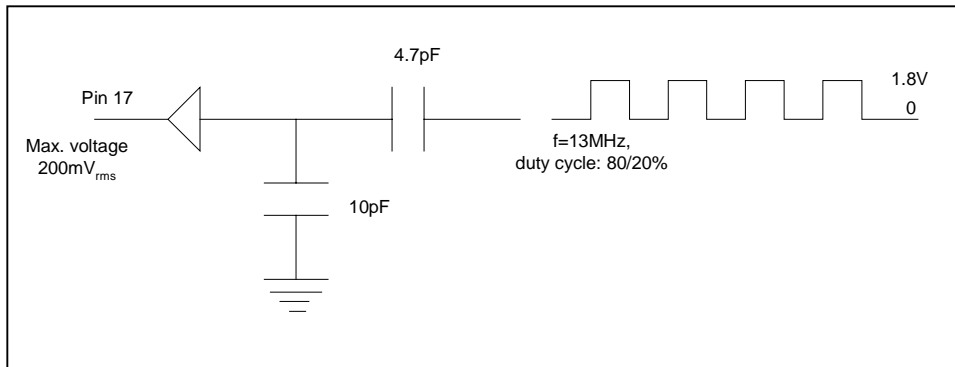 4.7pF
1.8V
0
Pin 17
Max. voltage
200mVrms
f=13MHz,
duty cycle: 80/20%
10pF